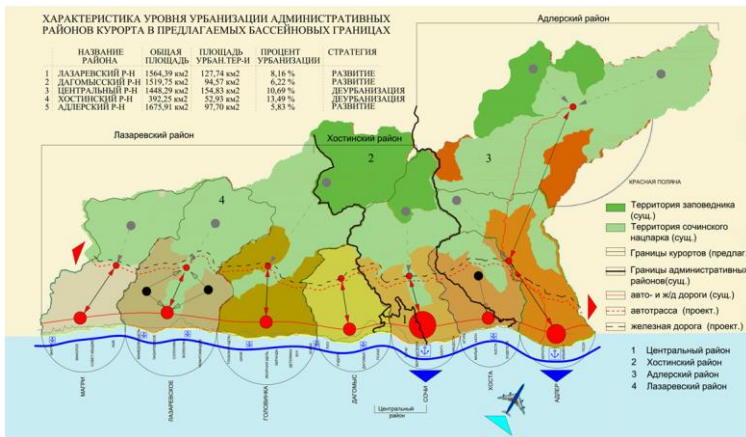 ХАРАКТЕРИСТИКА УРОВНЯ УРБАНИЗАЦИИ АДМИНИСТРАТИВНЫХ
РАЙОНОВ КУРОРТА В ПРЕДЛАГАЕМЫХ БАССЕЙНОВЫХ ГРАНИЦАХ
НАЗВАНИЕ РАЙОНА ОБЩАЯ ПЛОЩАДЬ ПЛОЩАДЬ УРБАН.ТЕР-И ПРОЦЕНТ УРБАНИЗАЦИИ СТРАТЕГИЯ
1 ЛАЗАРЕВСКИЙ Р-Н 1564,39 км2 127,74 км2 8,16 % РАЗВИТИЕ
2 ДАГОМЫССКИЙ Р-Н 1519,75 км2 94,57 км2 6,22 % РАЗВИТИЕ
3 ЦЕНТРАЛЬНЫЙ Р-Н 1448,29 км2 154,83 км2 10,69 % ДЕУРБАНИЗАЦИЯ
4 ХОСТИНСКИЙ Р-Н 392,25 км2 52,93 км2 13,49 % ДЕУРБАНИЗАЦИЯ
5 АДЛЕРСКИЙ Р-Н 1675,91 км2 97,70 км2 5,83 % РАЗВИТИЕ
Адлерский район
Лазаревский район
Хостинский район
2
3
4
КРАСНАЯ ПОЛЯНА
Территория заповедника
(сущ.)
Территория сочинского
нацпарка (сущ.)
Границы курортов (предлаг.
Границы административных
районов(сущ.)
авто- и ж/д дороги (сущ.)
автотрасса (проект.)
железная дорога (проект.)
1 Центральный район
2 Хостинский район
3 Адлерский район
4 Лазаревский район
МАГРИ
ЛАЗАРЕВСКОЕ
ГОЛОВИНКА
ДАГОМЫС
Центральный
район
СОЧИ
ХОСТА
АДЛЕР